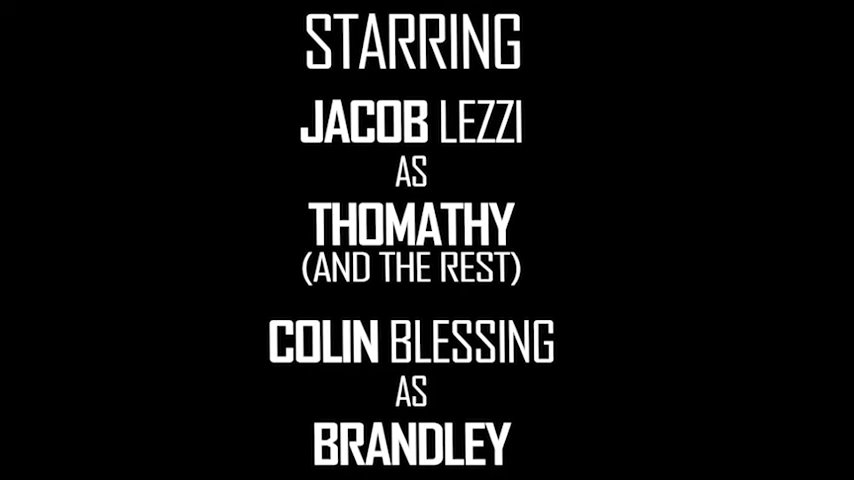 STARRING
JACOB LEZZI
AS
THOMATHY
(AND THE REST)
COLIN BLESSING
AS
BRANDLEY